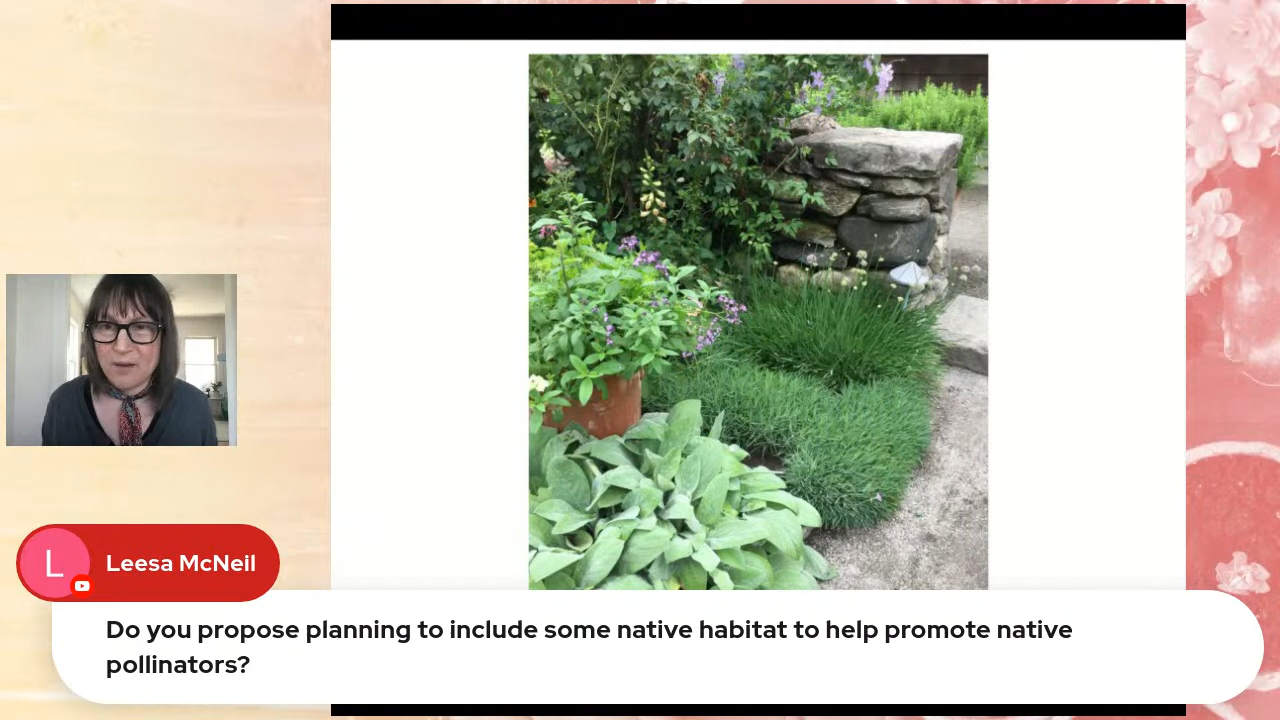 L
Leesa McNeil
Do you propose planning to include some native habitat to help promote native
pollinators?